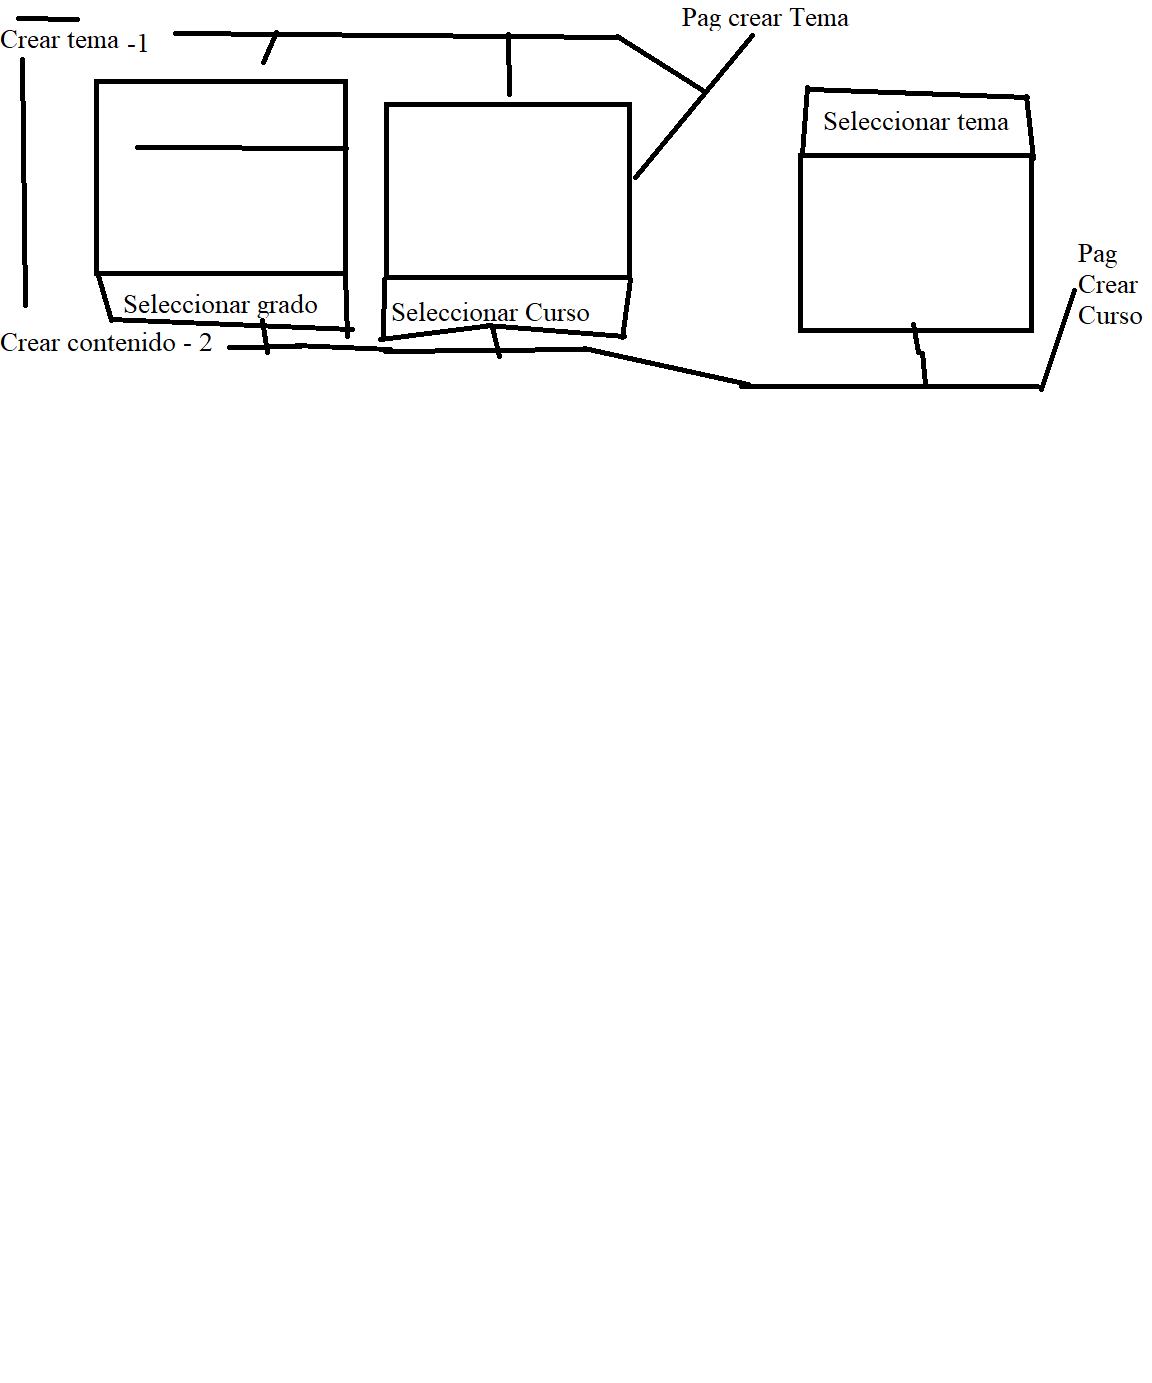 Pag crear Tema
Crear tema -1
Seleccionar tema
Pag
Crear
Curso
Seleccionar grado
Seleccionar Curso
Crear contenido - 2